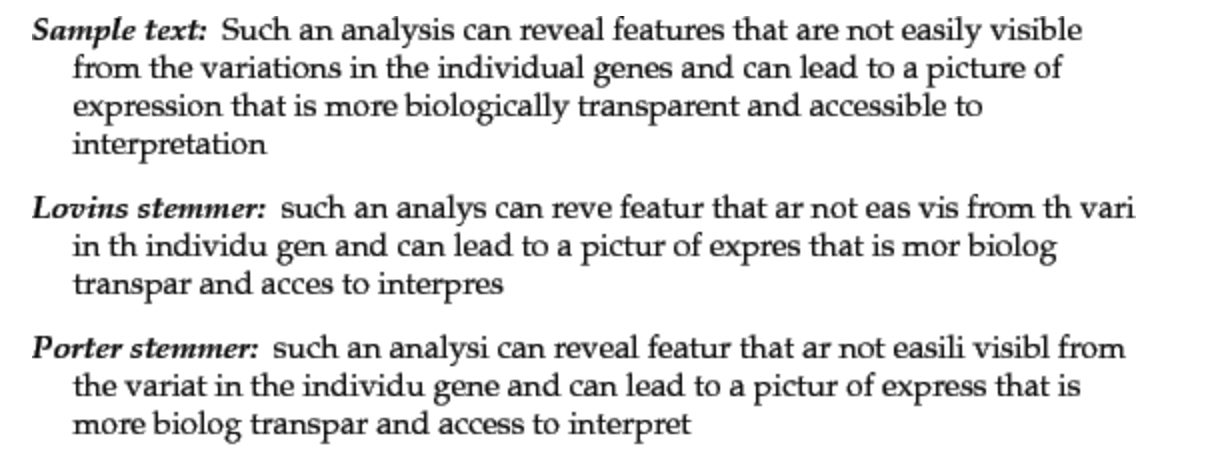 Sample text: Such an analysis can reveal features that are not easily visible
from the variations in the individual genes and can lead to a picture of
expression that is more biologically transparent and accessible to
interpretation
Lovins stemmer: such an analys can reve featur that ar not eas vis from th vari
in th individu gen and can lead to a pictur of expres that is mor biolog
transpar and acces to interpres
Porter stemmer: such an analysi can reveal featur that ar not easili visibl from
the variat in the individu gene and can lead to a pictur of express that is
more biolog transpar and access to interpret